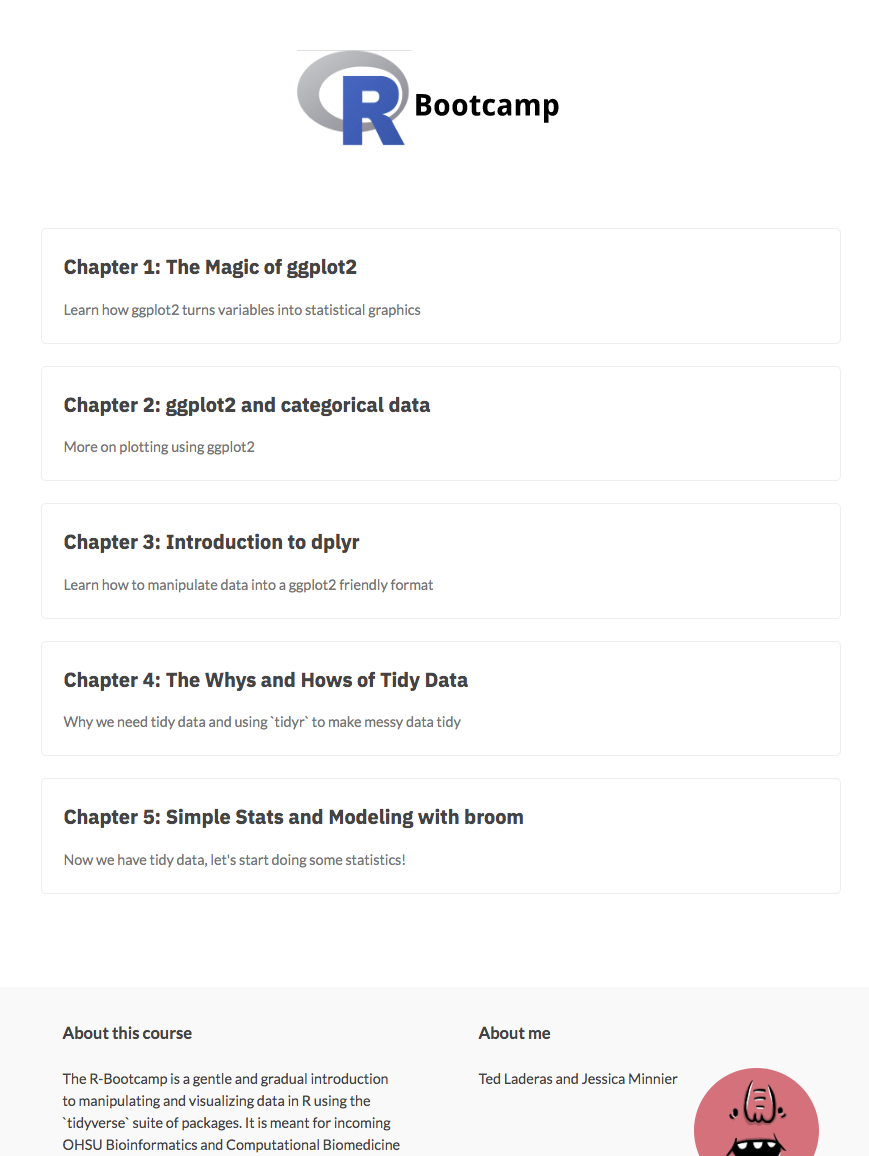 R Bootcamp
Chapter 1: The Magic of ggplot2
Learn how ggplot2 turns variables into statistical graphics
Chapter 2: ggplot2 and categorical data
More on plotting using ggplot2
Chapter 3: Introduction to dplyr
Learn how to manipulate data into a ggplot2 friendly format
Chapter 4: The Whys and Hows of Tidy Data
Why we need tidy data and using `tidyr` to make messy data tidy
Chapter 5: Simple Stats and Modeling with broom
Now we have tidy data, let's start doing some statistics!
About this course
The R-Bootcamp is a gentle and gradual introduction
to manipulating and visualizing data in R using the
`tidyverse` suite of packages. It is meant for incoming
OHSU Bioinformatics and Computational Biomedicine
About me
Ted Laderas and Jessica Minnier